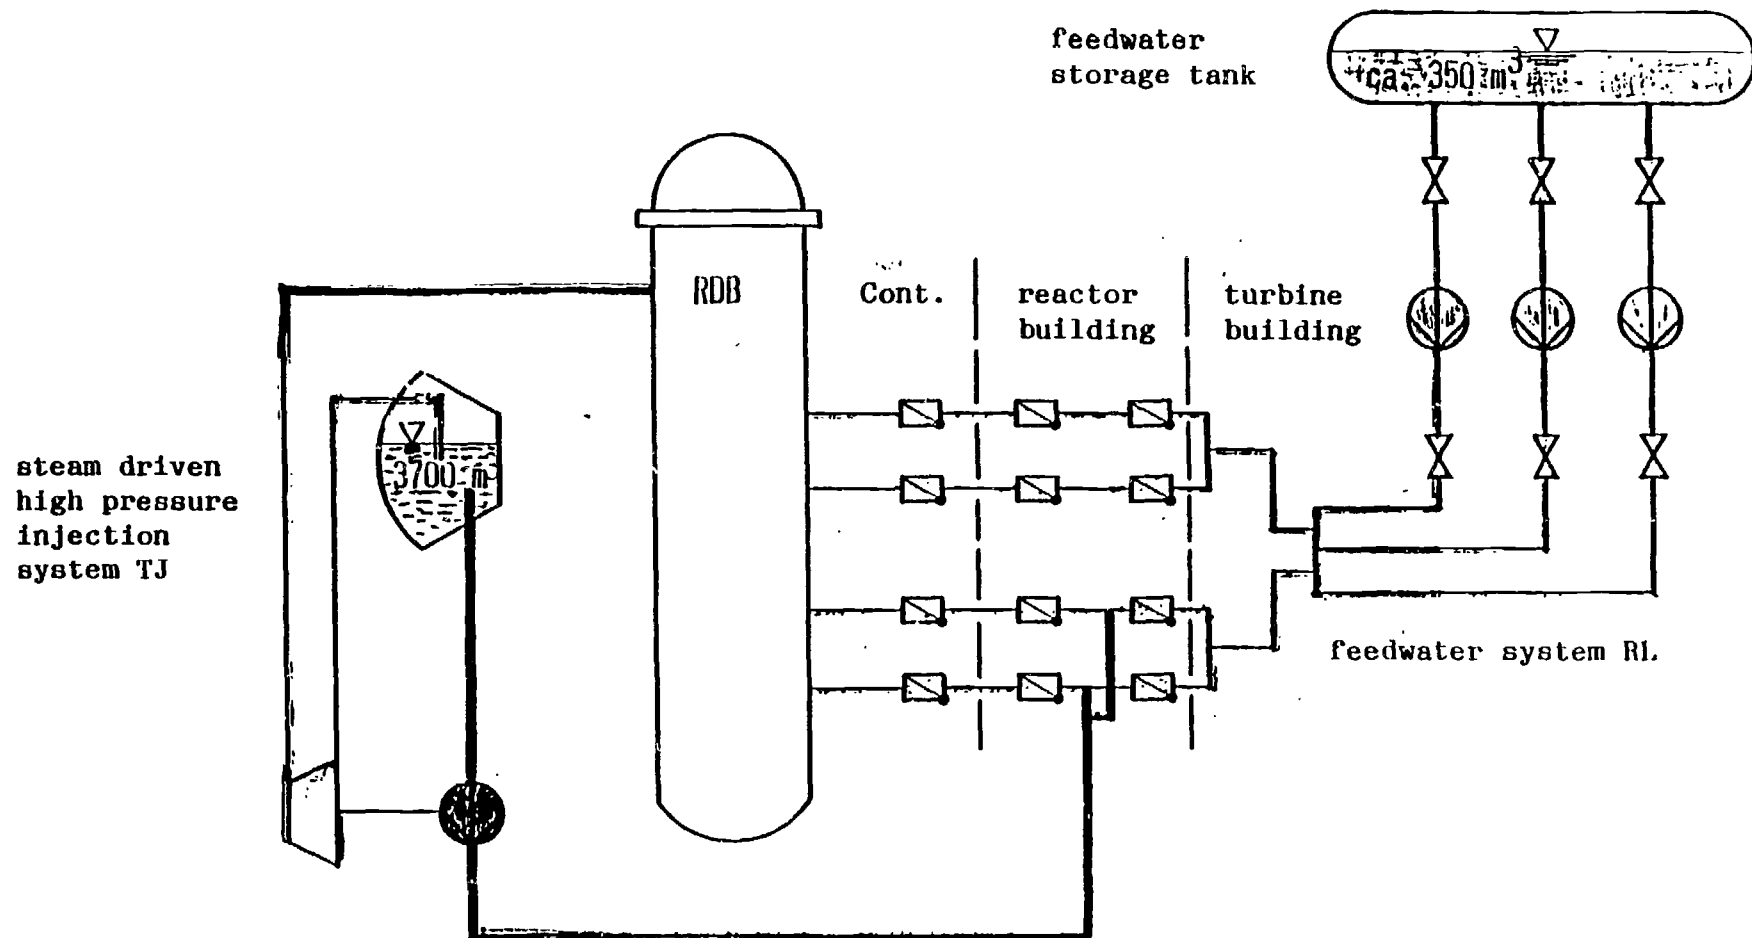 feedwater
storage tank
ca 350 m³
RDB
Cont.
reactor
building
turbine
building
3700 m³
steam driven
high pressure
injection
system TJ
feedwater system RL